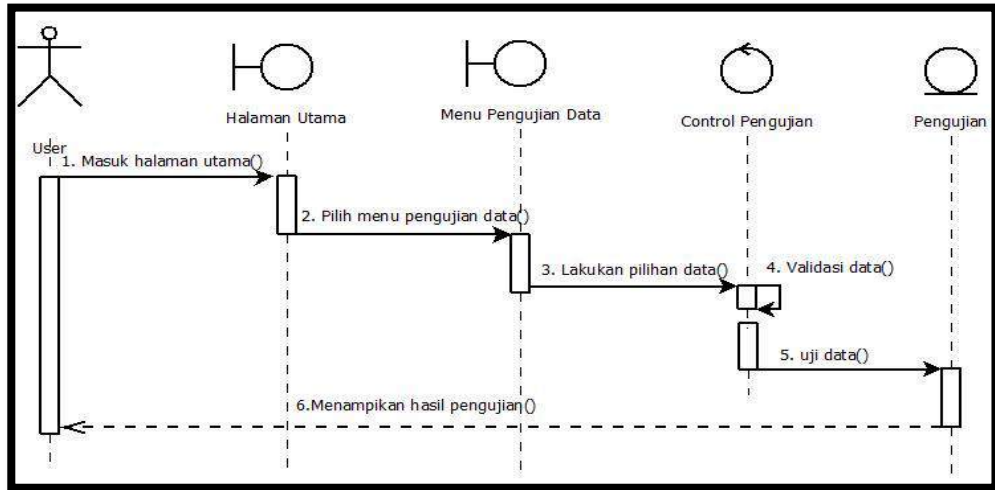 Halaman Utama
Menu Pengujian Data
Control Pengujian
Pengujian
User
1. Masuk halaman utama()
2. Pilih menu pengujian data()
3. Lakukan pilihan data()
4. Validasi data()
5. uji data()
6.Menampikan hasil pengujian()